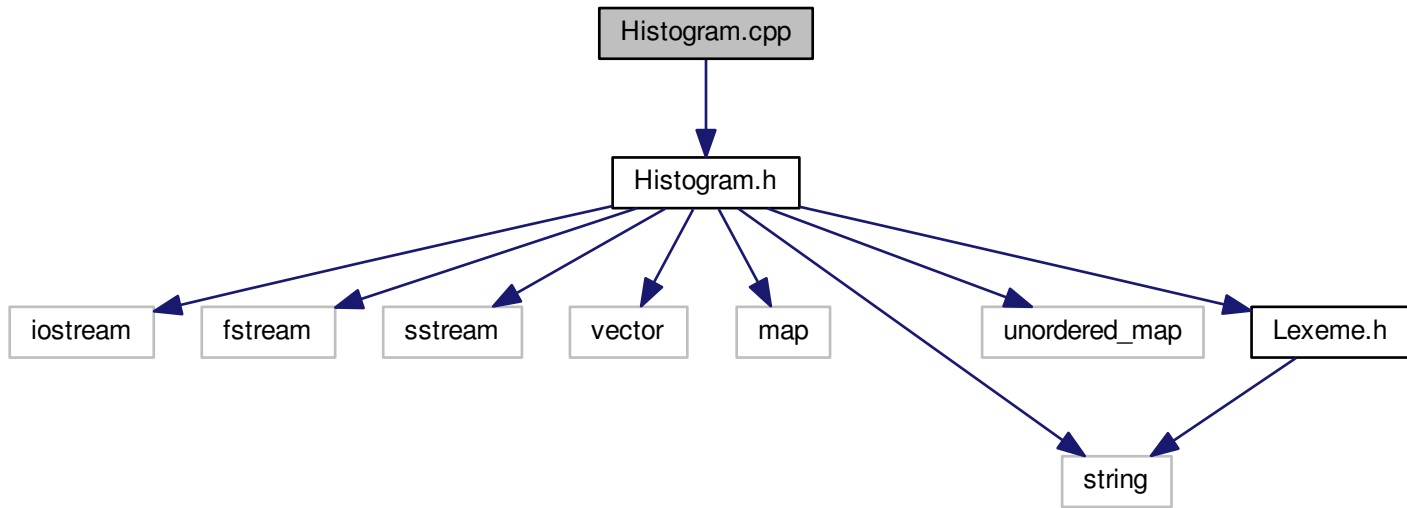 Histogram.cpp
Histogram.h
iostream
fstream
sstream
vector
map
unordered_map
Lexeme.h
string